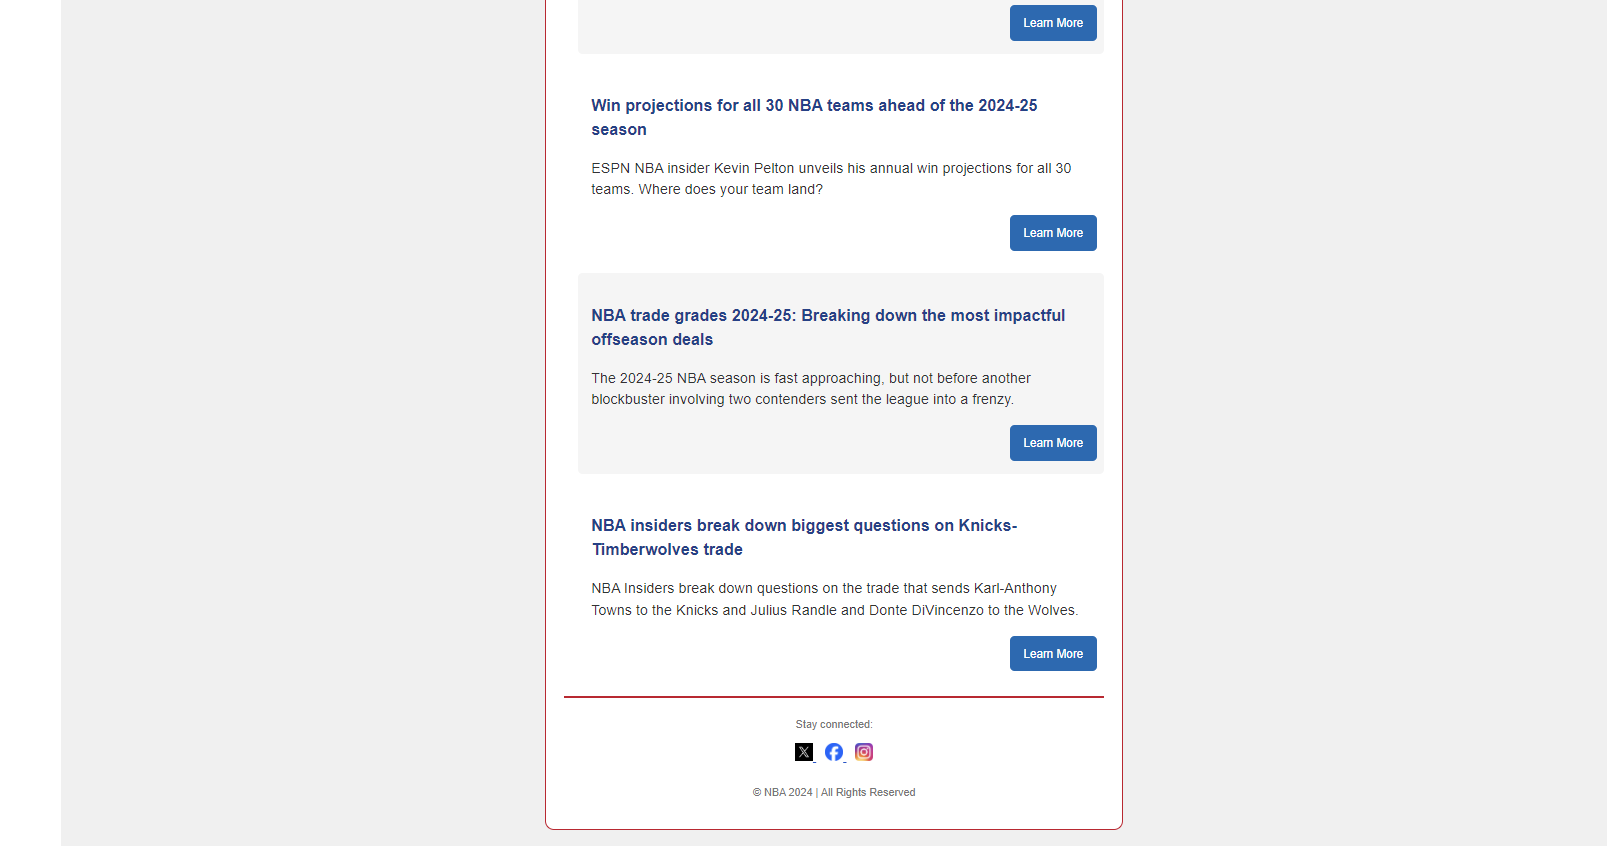 Learn More
Win projections for all 30 NBA teams ahead of the 2024-25
season
ESPN NBA insider Kevin Pelton unveils his annual win projections for all 30
teams. Where does your team land?
Learn More
NBA trade grades 2024-25: Breaking down the most impactful
offseason deals
The 2024-25 NBA season is fast approaching, but not before another
blockbuster involving two contenders sent the league into a frenzy.
Learn More
NBA insiders break down biggest questions on Knicks-
Timberwolves trade
NBA Insiders break down questions on the trade that sends Karl-Anthony
Towns to the Knicks and Julius Randle and Donte DiVincenzo to the Wolves.
Learn More
Stay connected:
© NBA 2024 | All Rights Reserved